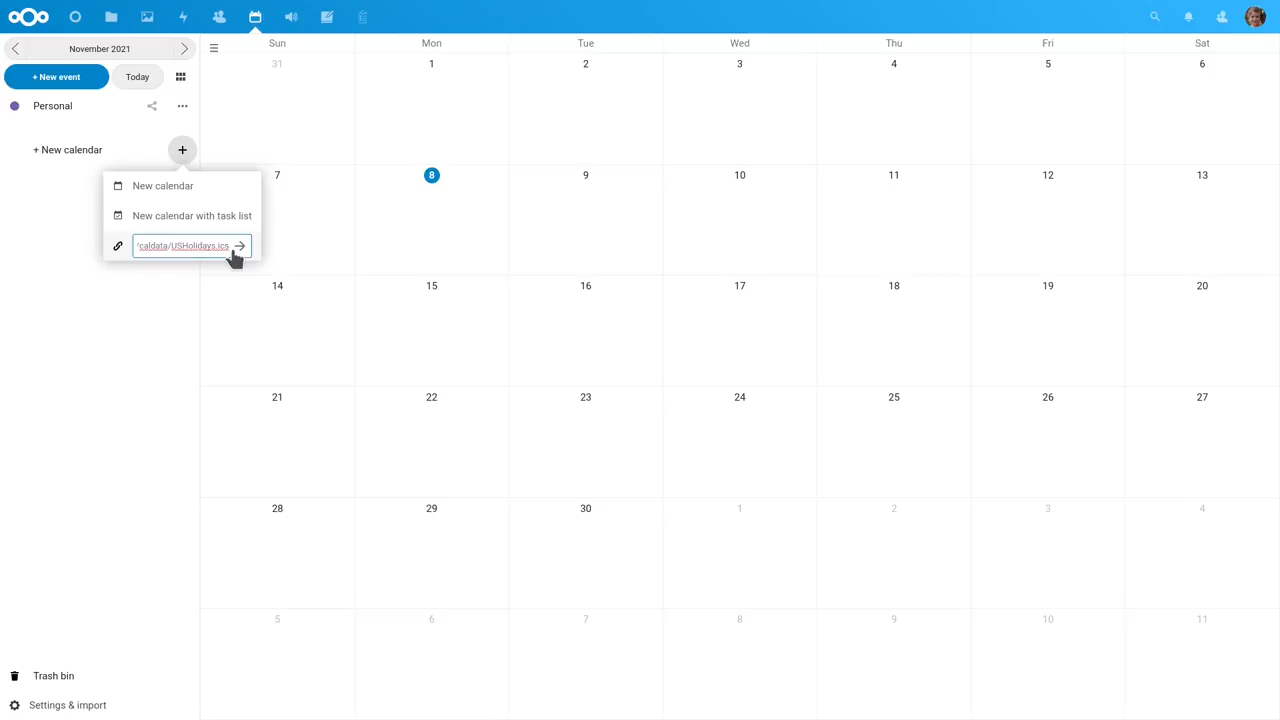 November 2021
+ New event
Today
Personal
+ New calendar
New calendar
New calendar with task list
caldata/USHolidays.ics
Trash bin
Settings & import
Sun Mon Tue Wed Thu Fri Sat
31 1 2 3 4 5 6
7 8 9 10 11 12 13
14 15 16 17 18 19 20
21 22 23 24 25 26 27
28 29 30 1 2 3 4
5 6 7 8 9 10 11